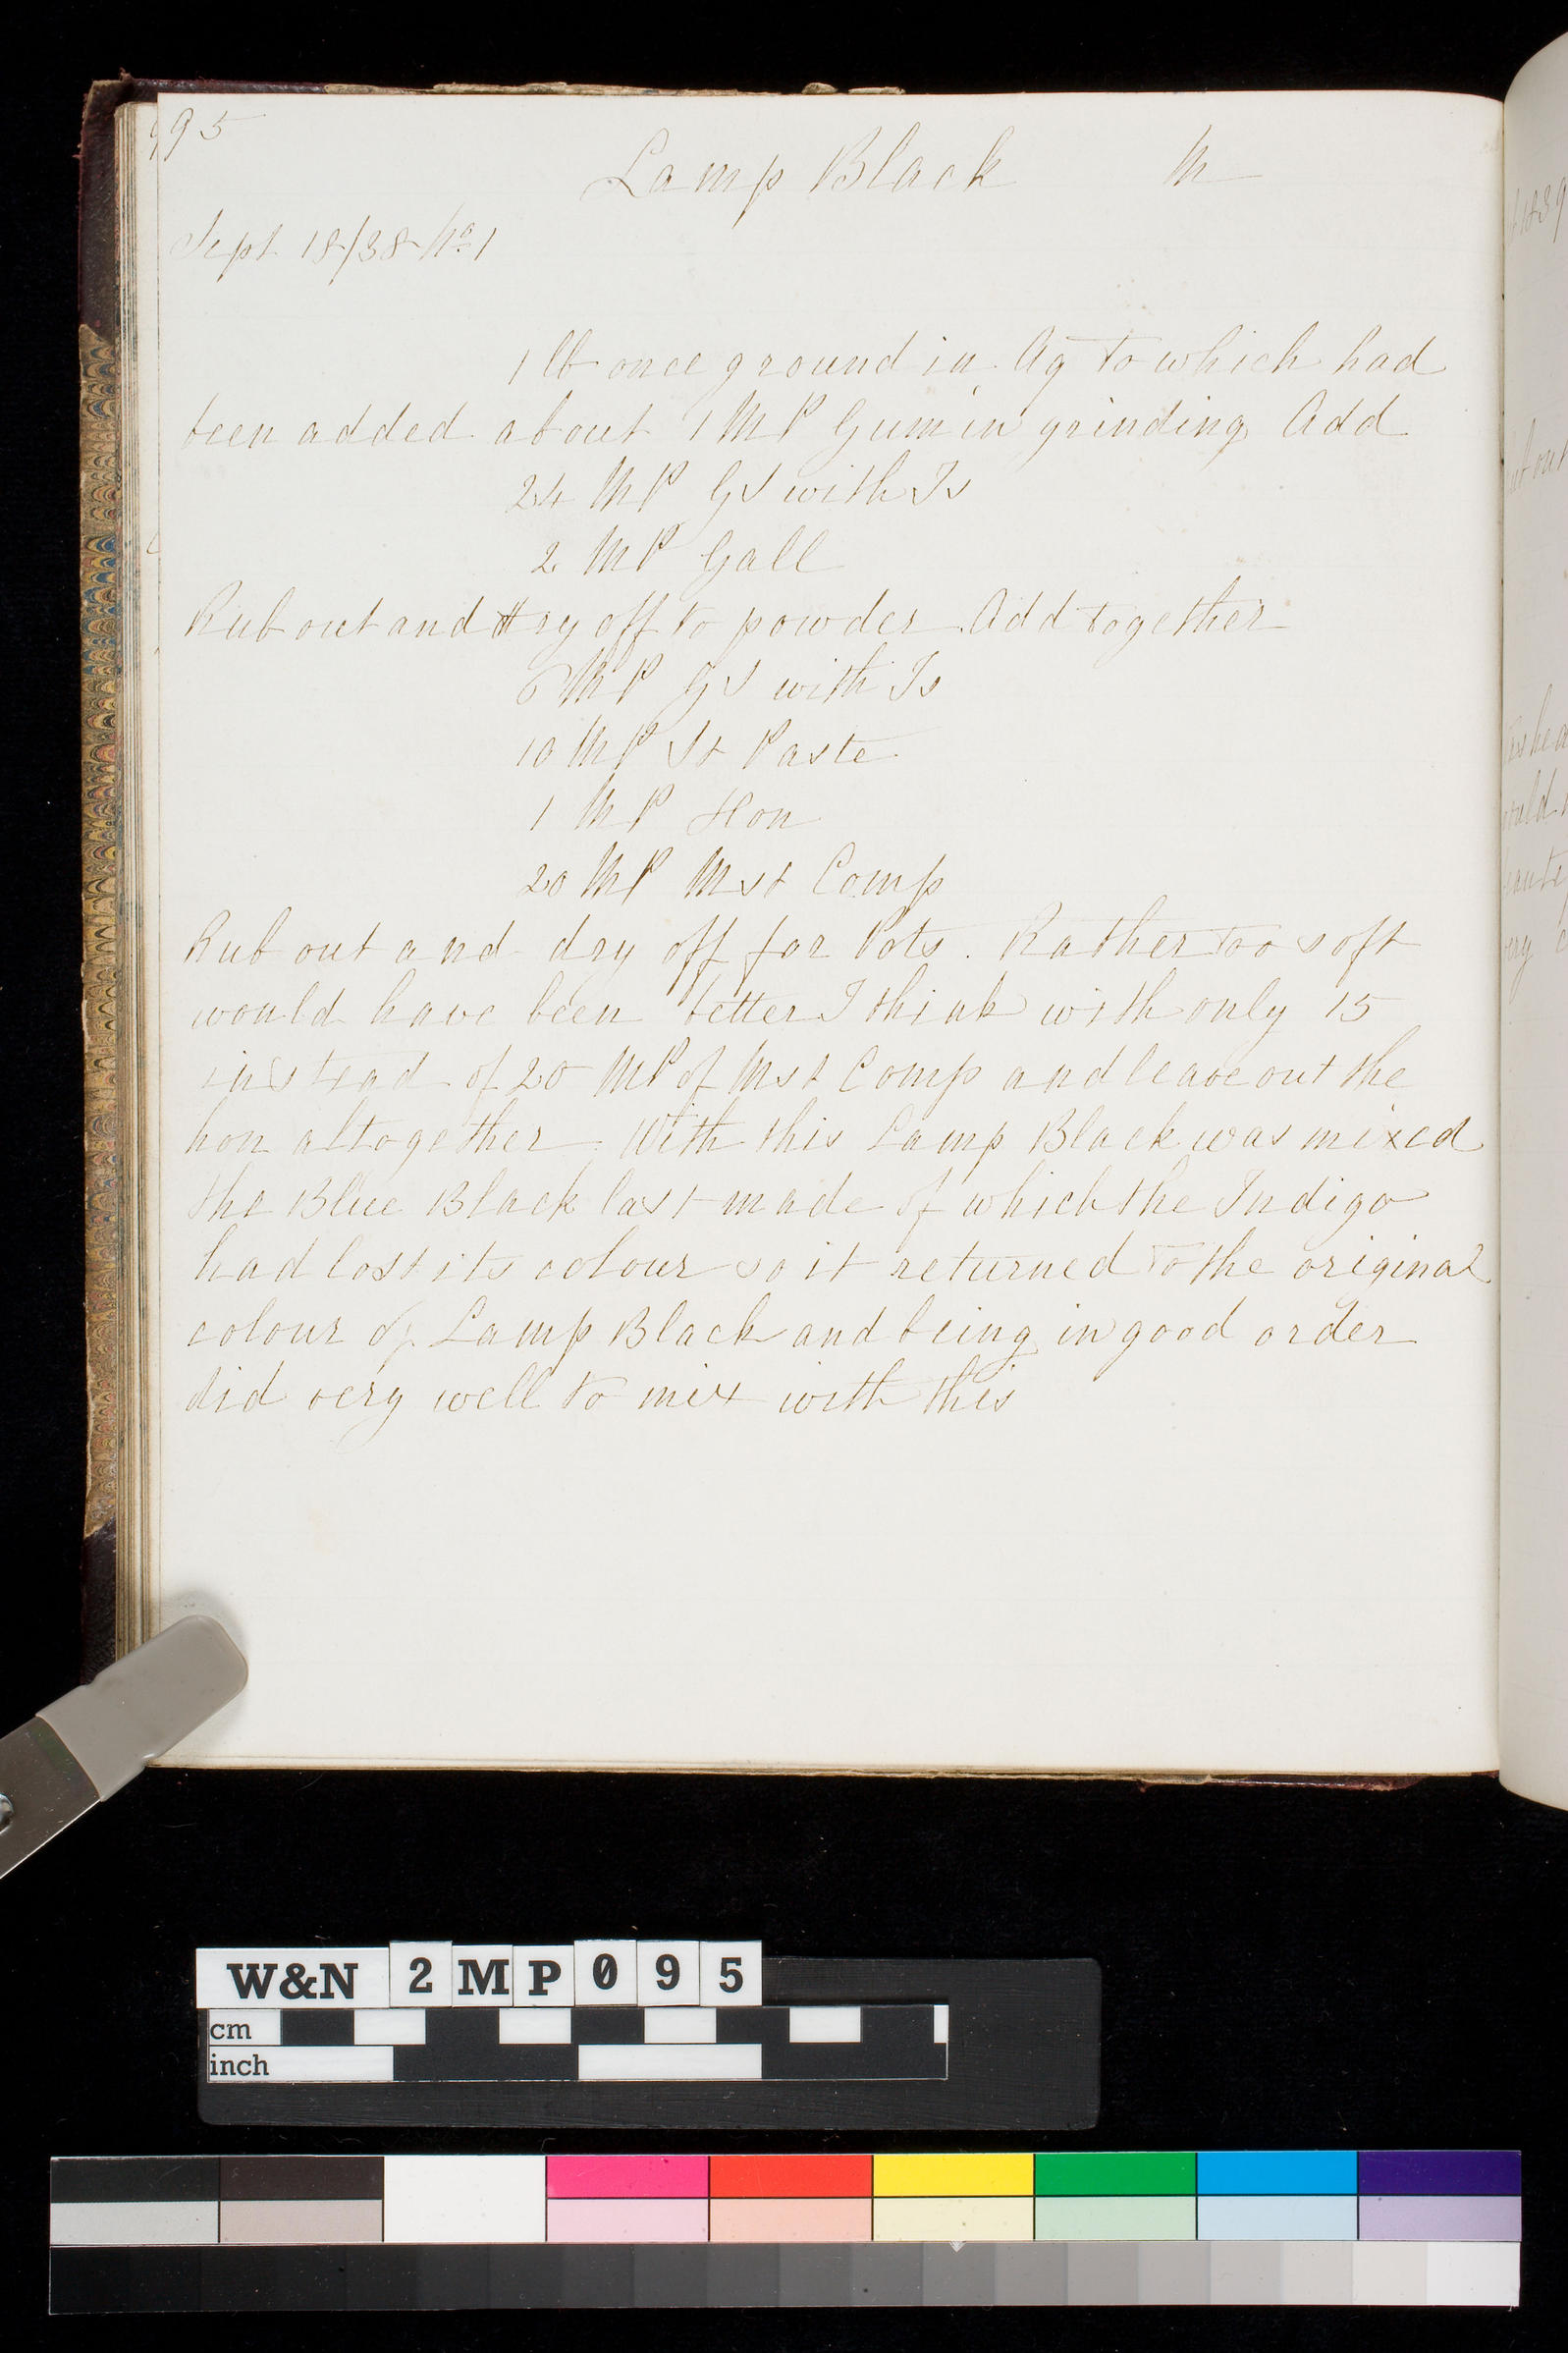 95
Lamp Black M
Sept 18/38 No. 1
1 lb once ground in Aq to which had
been added about 1 MP Gum in grinding Add
24 MP GS with Is
2 MP Gall
Rub out and dry off to powder. Add together
6 MP GS with Is
10 MP St Paste
1 MP Hon
20 MP Mst Comp
Rub out and dry off for Pots. Rather too soft
would have been better I think with only 15
instead of 20 MP of Mst Comp and leave out the
hon altogether. With this Lamp Black was mixed
the Blue Black last made of which the Indigo
had lost its colour so it returned to the original
colour of Lamp Black and being in good order
did very well to mix with this
1839
W&N 2MP095
cm
inch